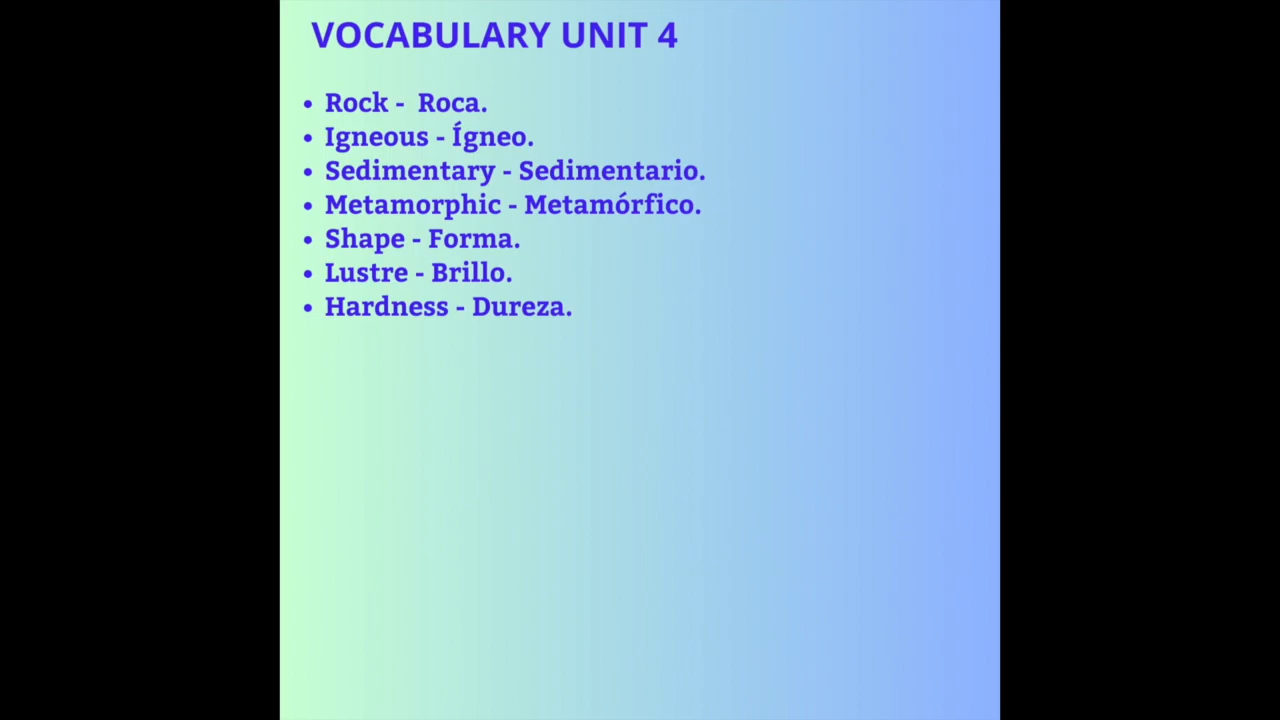 VOCABULARY UNIT 4
• Rock -  Roca.
• Igneous - Ígneo.
• Sedimentary - Sedimentario.
• Metamorphic - Metamórfico.
• Shape - Forma.
• Lustre - Brillo.
• Hardness - Dureza.